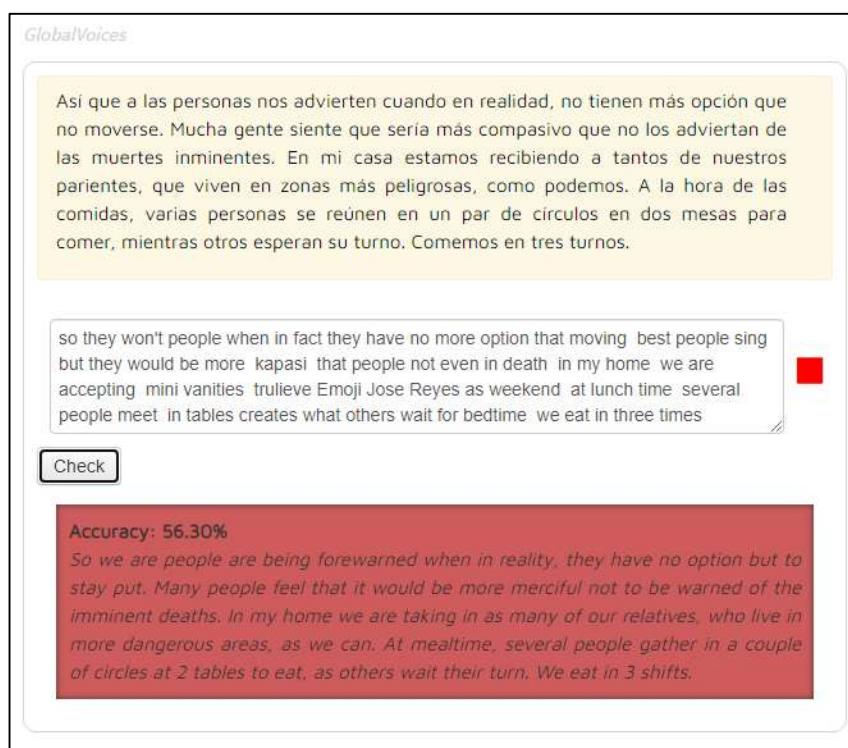 GlobalVoices
Así que a las personas nos advierten cuando en realidad, no tienen más opción que
no moverse. Mucha gente siente que sería más compasivo que no los adviertan de
las muertes inminentes. En mi casa estamos recibiendo a tantos de nuestros
parientes, que viven en zonas más peligrosas, como podemos. A la hora de las
comidas, varias personas se reúnen en un par de círculos en dos mesas para
comer, mientras otros esperan su turno. Comemos en tres turnos.
so they won't people when in fact they have no more option that moving best people sing
but they would be more kapasi that people not even in death in my home we are
accepting mini vanities trulieve Emoji Jose Reyes as weekend at lunch time several
people meet in tables creates what others wait for bedtime we eat in three times
Check
Accuracy: 56.30%
So we are people are being forewarned when in reality, they have no option but to
stay put. Many people feel that it would be more merciful not to be warned of the
imminent deaths. In my home we are taking in as many of our relatives, who live in
more dangerous areas, as we can. At mealtime, several people gather in a couple
of circles at 2 tables to eat, as others wait their turn. We eat in 3 shifts.